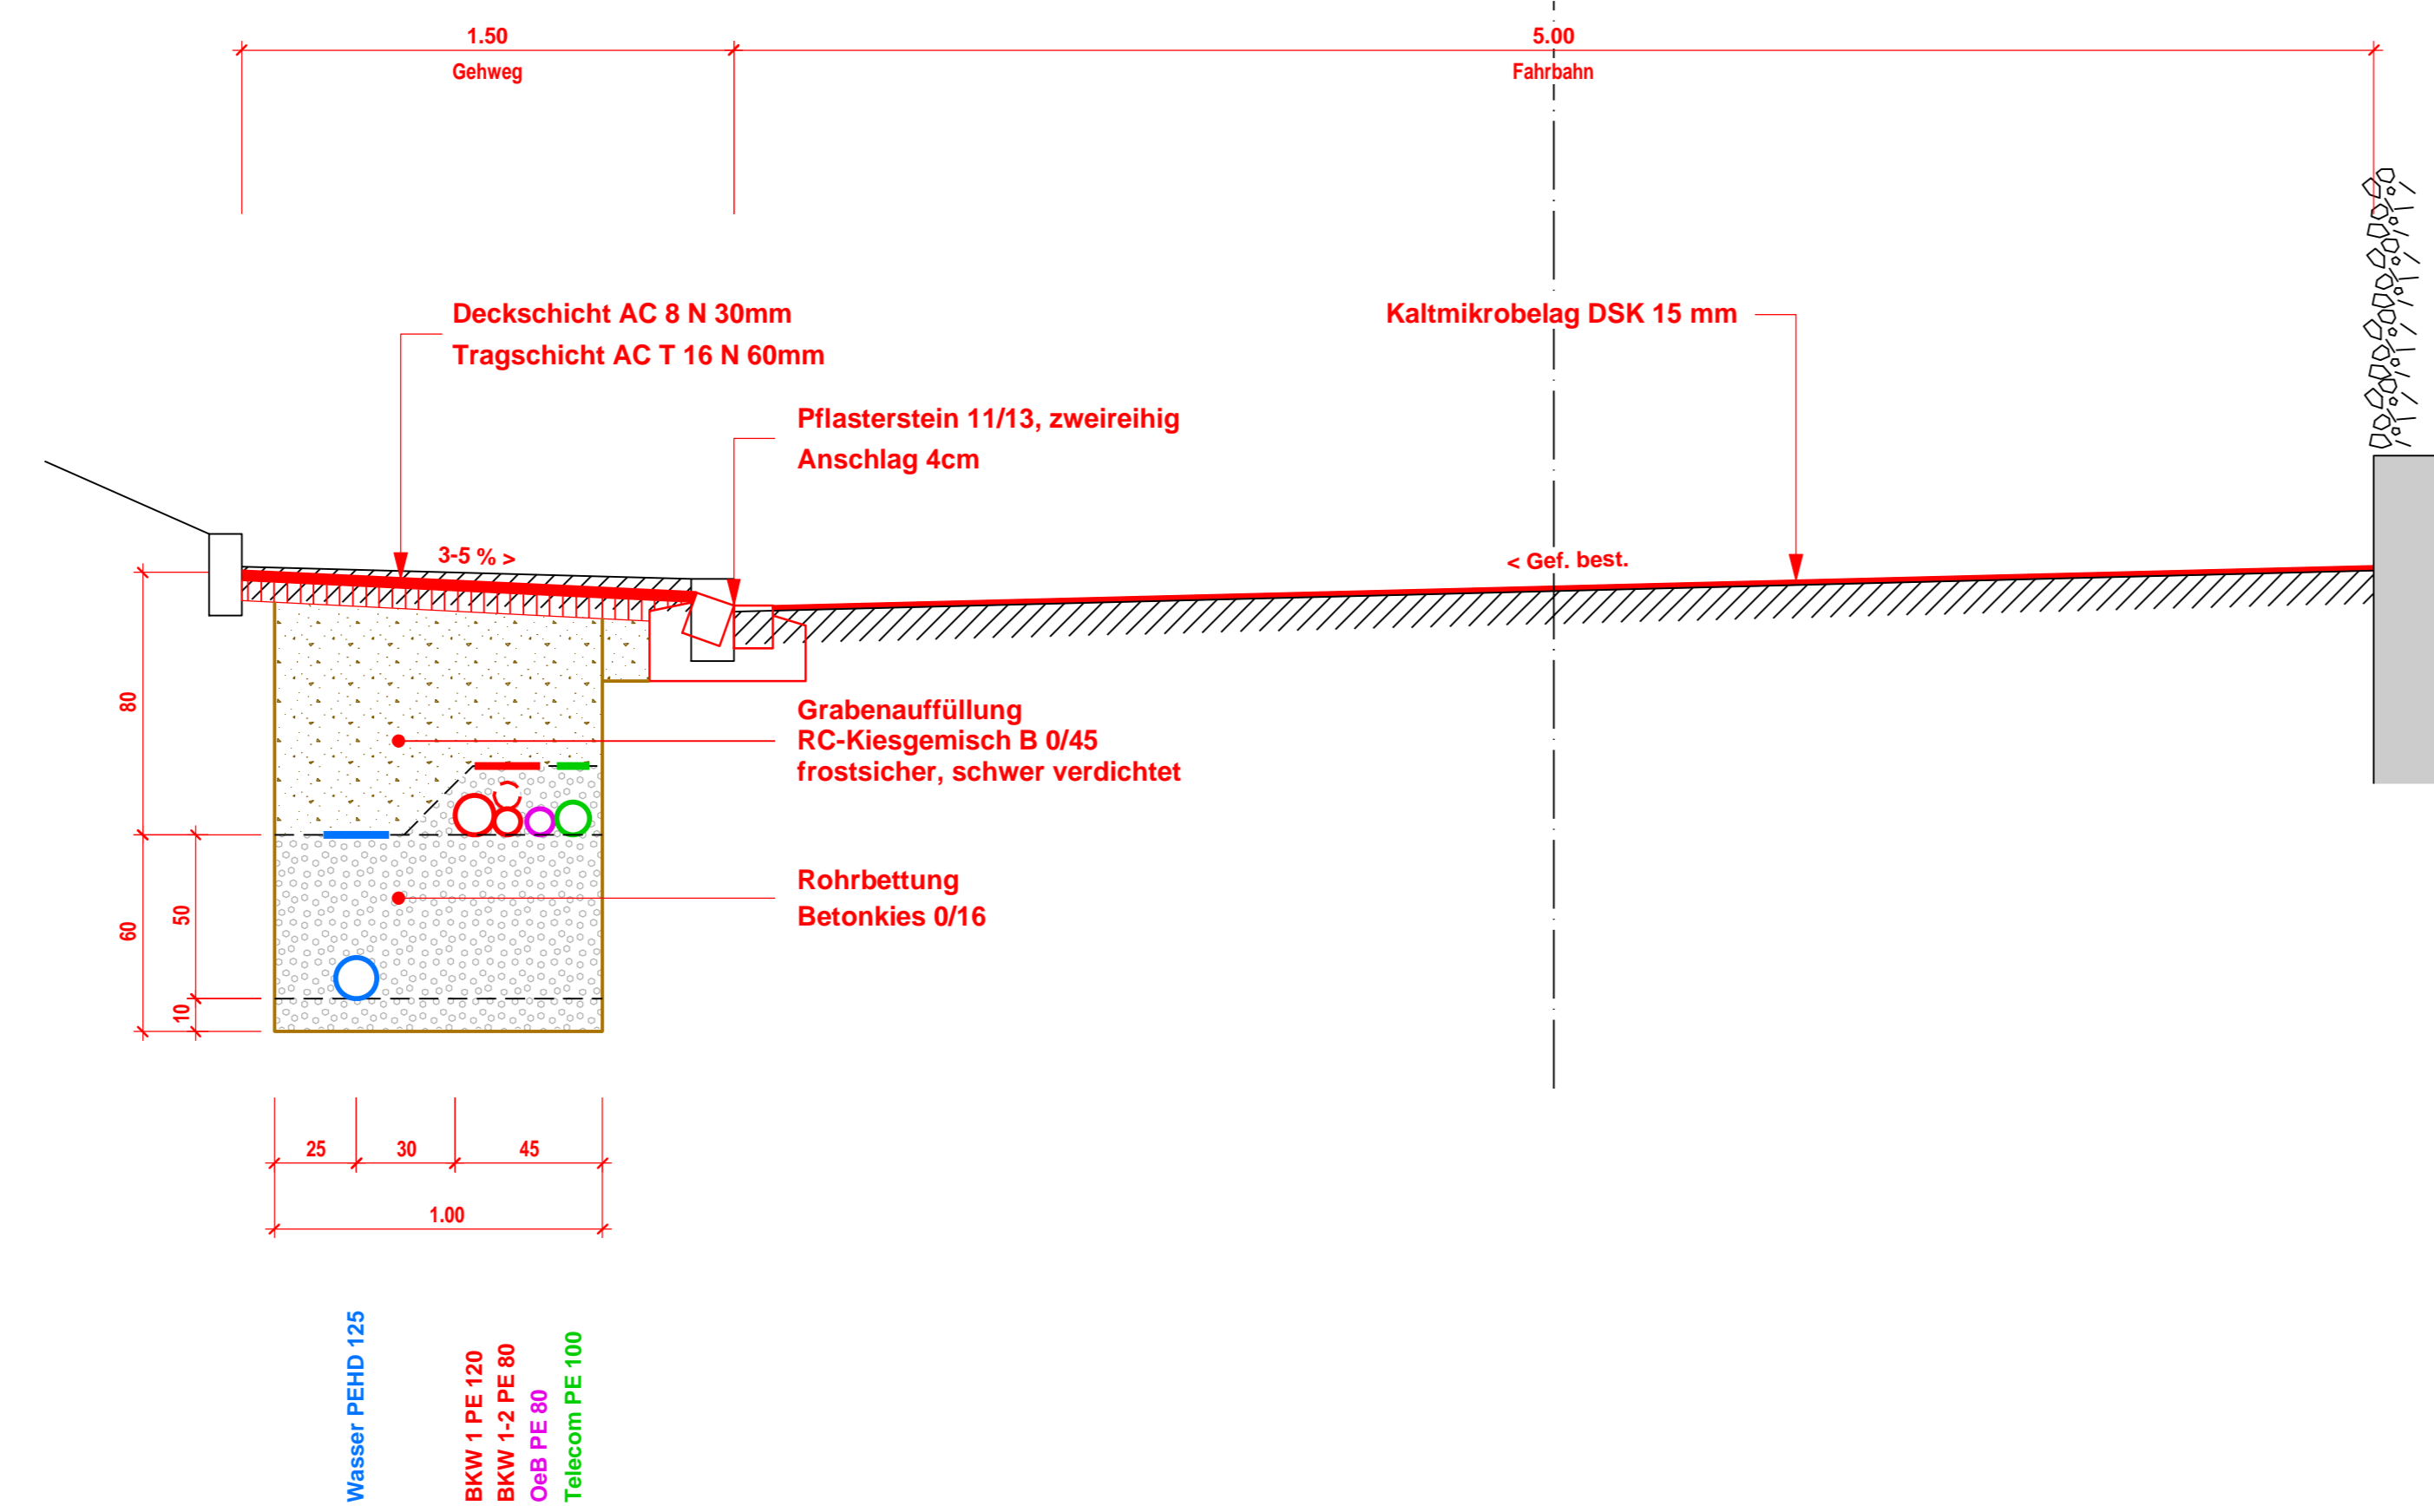 1.50
5.00
Gehweg
Fahrbahn
Deckschicht AC 8 N 30mm
Tragschicht AC T 16 N 60mm
Kaltmikrobelag DSK 15 mm
Pflasterstein 11/13, zweireihig
Anschlag 4cm
3-5 % >
< Gef. best.
80
Grabenauffüllung
RC-Kiesgemisch B 0/45
frostsicher, schwer verdichtet
60
50
10
Rohrbettung
Betonkies 0/16
25
30
45
1.00
Wasser PEHD 125
BKW 1 PE 120
BKW 1-2 PE 80
OeB PE 80
Telecom PE 100